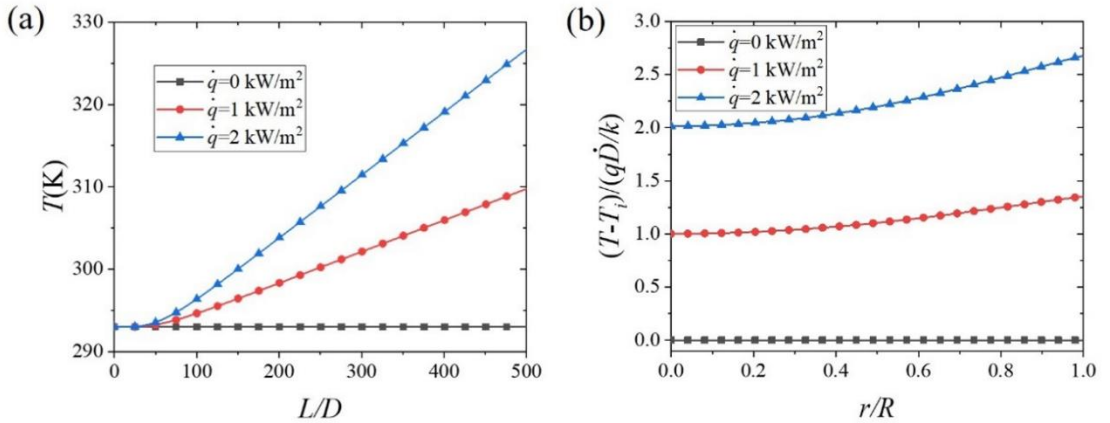 (a)
330
320
310
300
290
T(K)
q̇=0 kW/m²
q̇=1 kW/m²
q̇=2 kW/m²
0 100 200 300 400 500
L/D
(b)
3.0
2.5
2.0
1.5
1.0
0.5
0.0
(T-Tᵢ)/(qḊ/k)
q̇=0 kW/m²
q̇=1 kW/m²
q̇=2 kW/m²
0.0 0.2 0.4 0.6 0.8 1.0
r/R